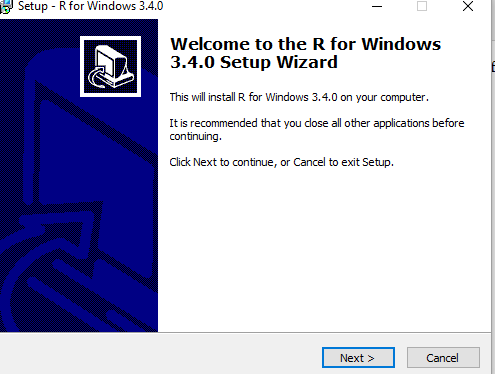 Setup - R for Windows 3.4.0
Welcome to the R for Windows
3.4.0 Setup Wizard
This will install R for Windows 3.4.0 on your computer.
It is recommended that you close all other applications before
continuing.
Click Next to continue, or Cancel to exit Setup.
Next >
Cancel